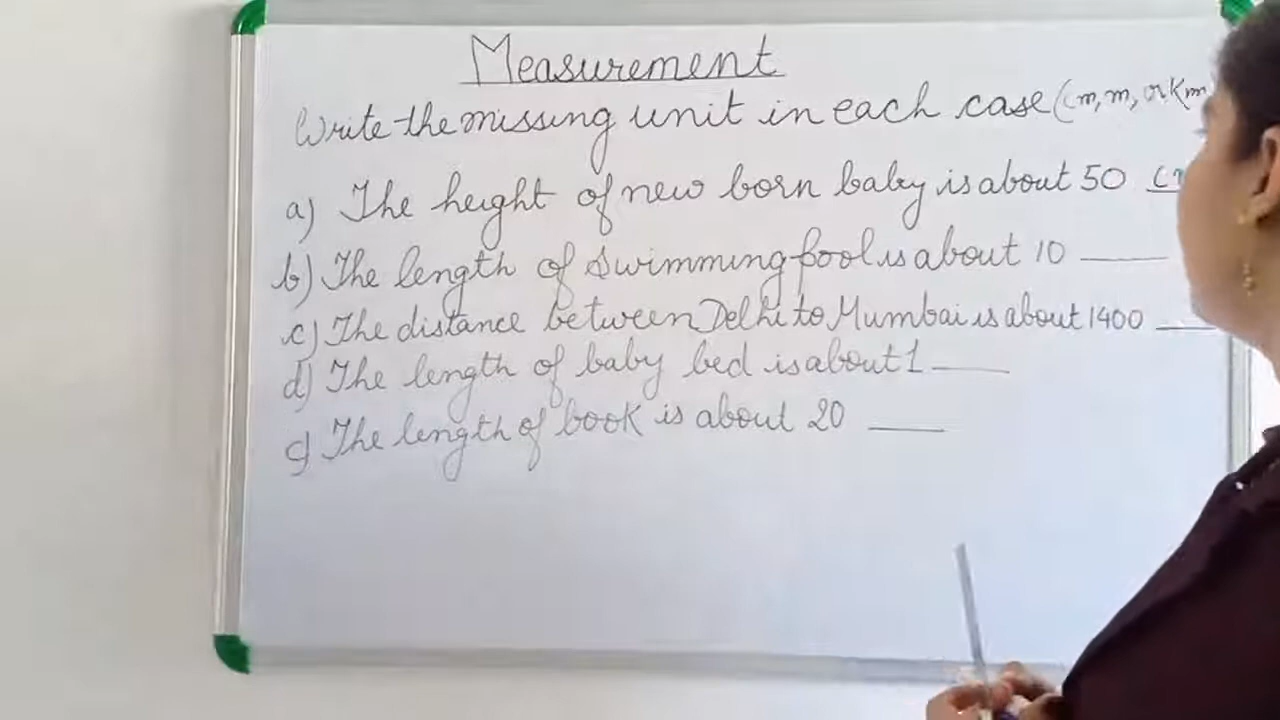 Measurement
Write the missing unit in each case (cm, m, or Km
a) The height of new born baby is about 50 cm
b) The length of swimming pool is about 10 ____
c) The distance between Delhi to Mumbai is about 1400 ____
d) The length of baby bed is about 1 ____
e) The length of book is about 20 ____